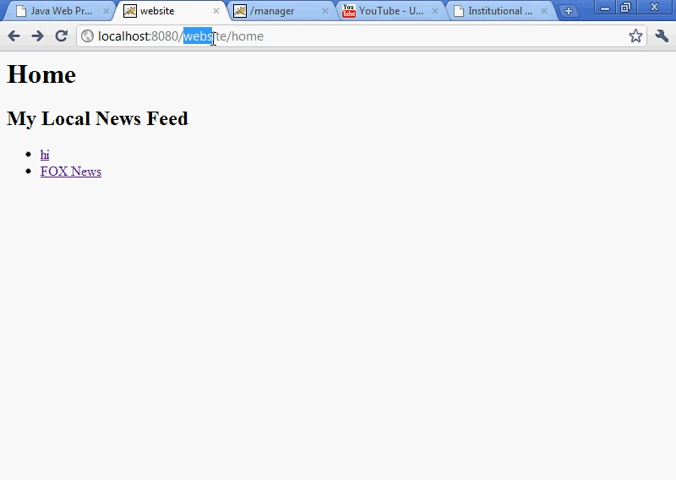 Java Web Pr... website /manager YouTube - U... Institutional ...
localhost:8080/website/home
Home
My Local News Feed
hi
FOX News